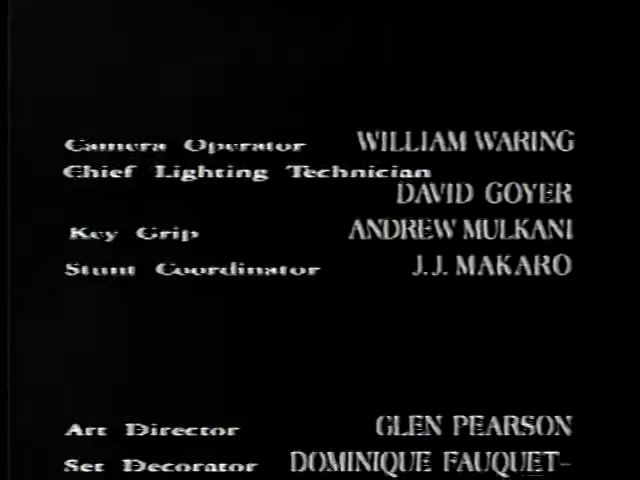 Camera Operator WILLIAM WARING
Chief Lighting Technician
DAVID GOYER
Key Grip ANDREW MULKANI
Stunt Coordinator J.J. MAKARO
Art Director GLEN PEARSON
Set Decorator DOMINIQUE FAUQUET-